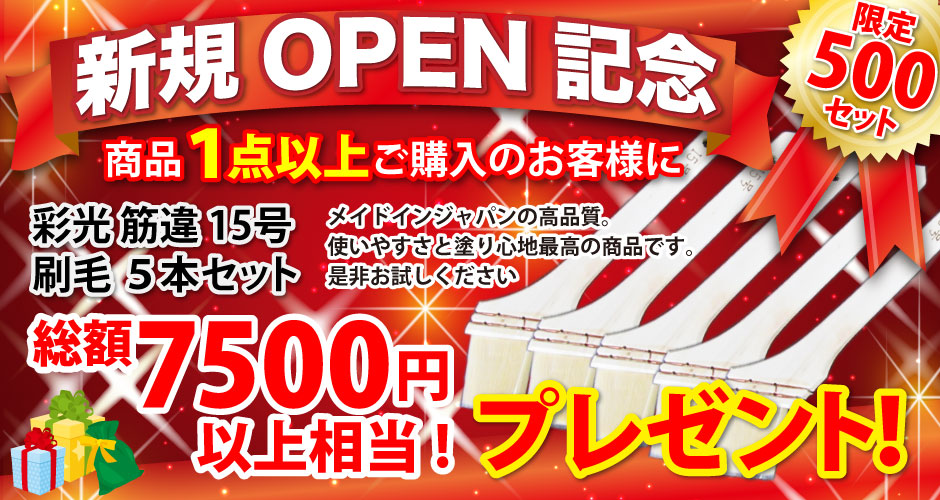 新規 OPEN 記念
限定
500
セット
商品 1点以上ご購入のお客様に
彩光 筋違 15号
刷毛 5本セット
メイドインジャパンの高品質。
使いやすさと塗り心地最高の商品です。
是非お試しください
総額7500円
以上相当!
プレゼント!
15号